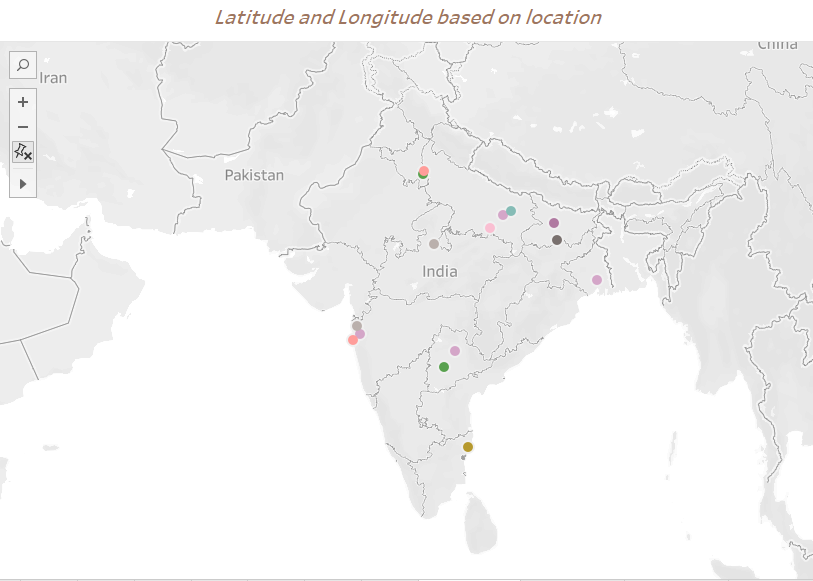 Latitude and Longitude based on location
China
Iran
Pakistan
India